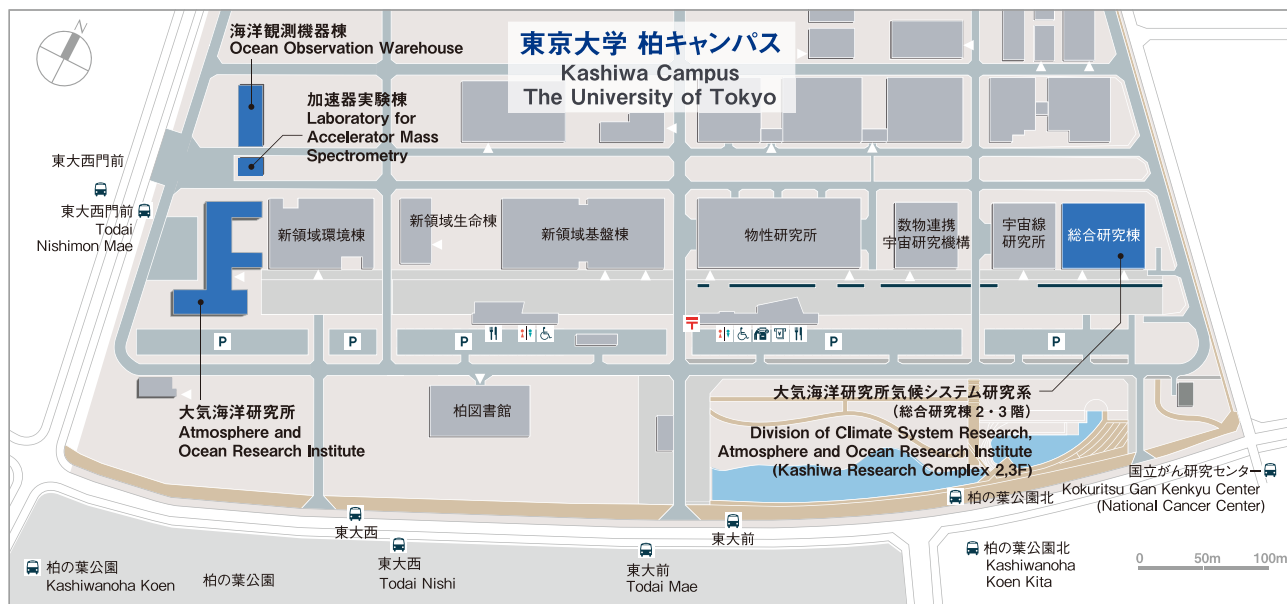 N
海洋観測機器棟
Ocean Observation Warehouse
東京大学 柏キャンパス
Kashiwa Campus
The University of Tokyo
加速器実験棟
Laboratory for
Accelerator Mass
Spectrometry
東大西門前
東大西門前
Todai
Nishimon Mae
新領域環境棟
新領域生命棟
新領域基盤棟
物性研究所
数物連携
宇宙研究機構
宇宙線
研究所
総合研究棟
〒
P
P
P
P
P
大気海洋研究所
Atmosphere and
Ocean Research Institute
柏図書館
大気海洋研究所気候システム研究系
(総合研究棟 2・3 階)
Division of Climate System Research,
Atmosphere and Ocean Research Institute
(Kashiwa Research Complex 2,3F)
国立がん研究センター
Kokuritsu Gan Kenkyu Center
(National Cancer Center)
柏の葉公園北
東大西
東大前
東大西
Todai Nishi
東大前
Todai Mae
柏の葉公園北
Kashiwanoha
Koen Kita
柏の葉公園
Kashiwanoha Koen
柏の葉公園
0 50m 100m